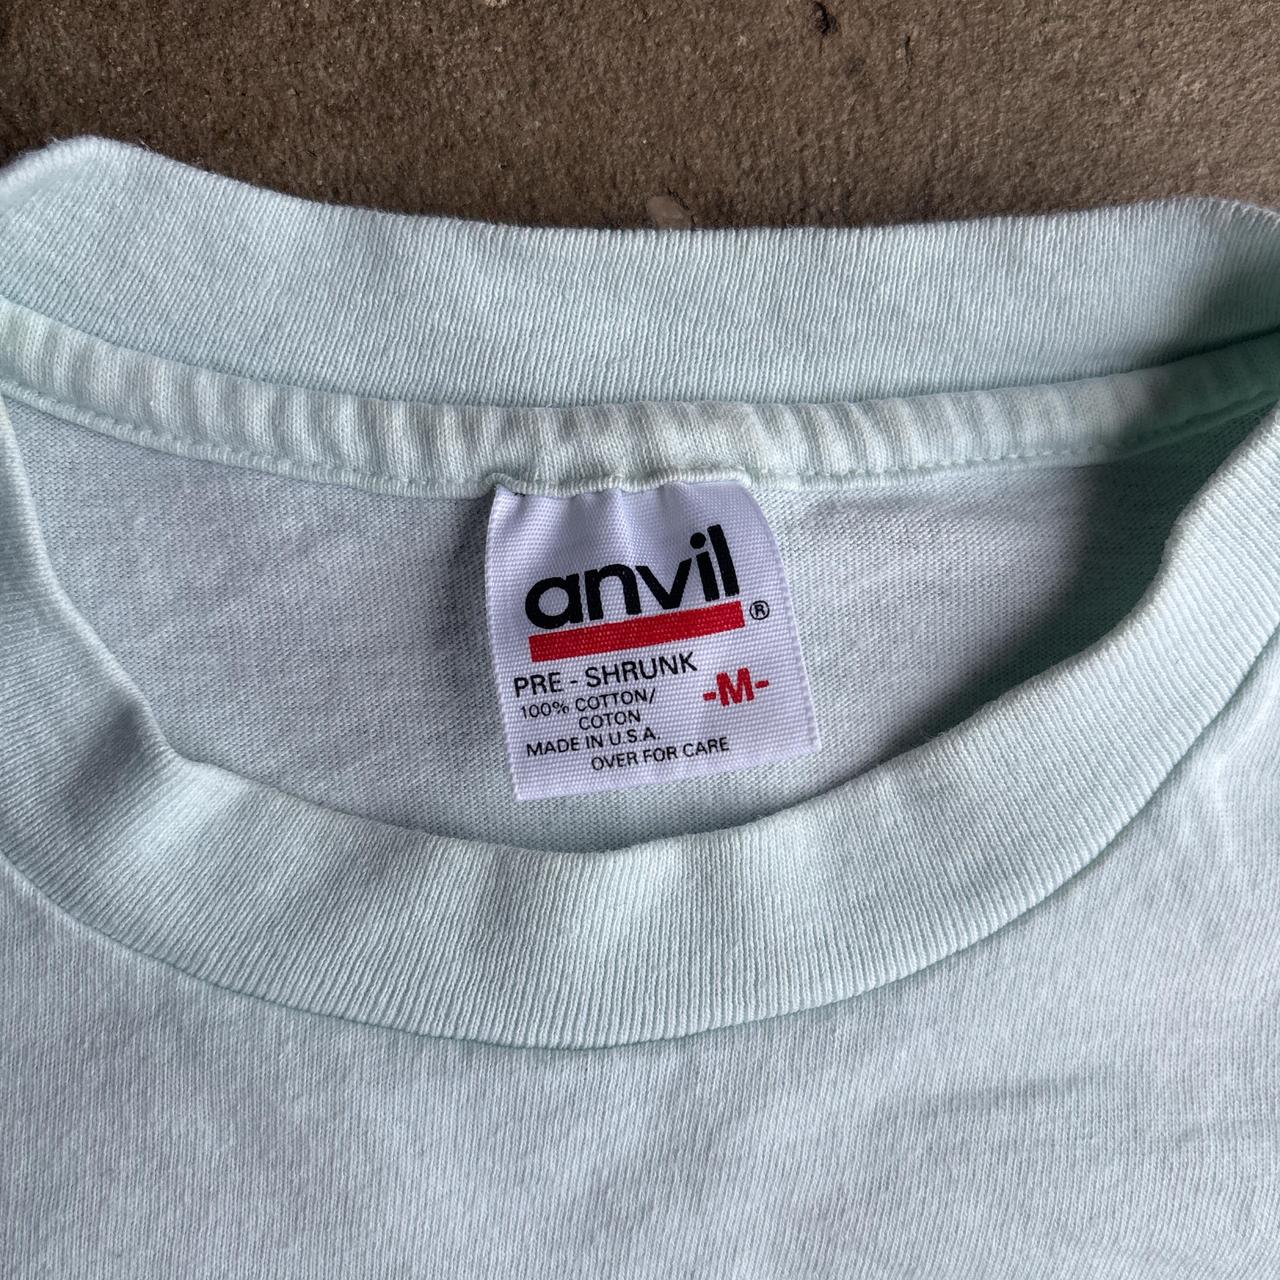 anvil®
PRE - SHRUNK
-M-
100% COTTON/
COTON
MADE IN U.S.A.
OVER FOR CARE